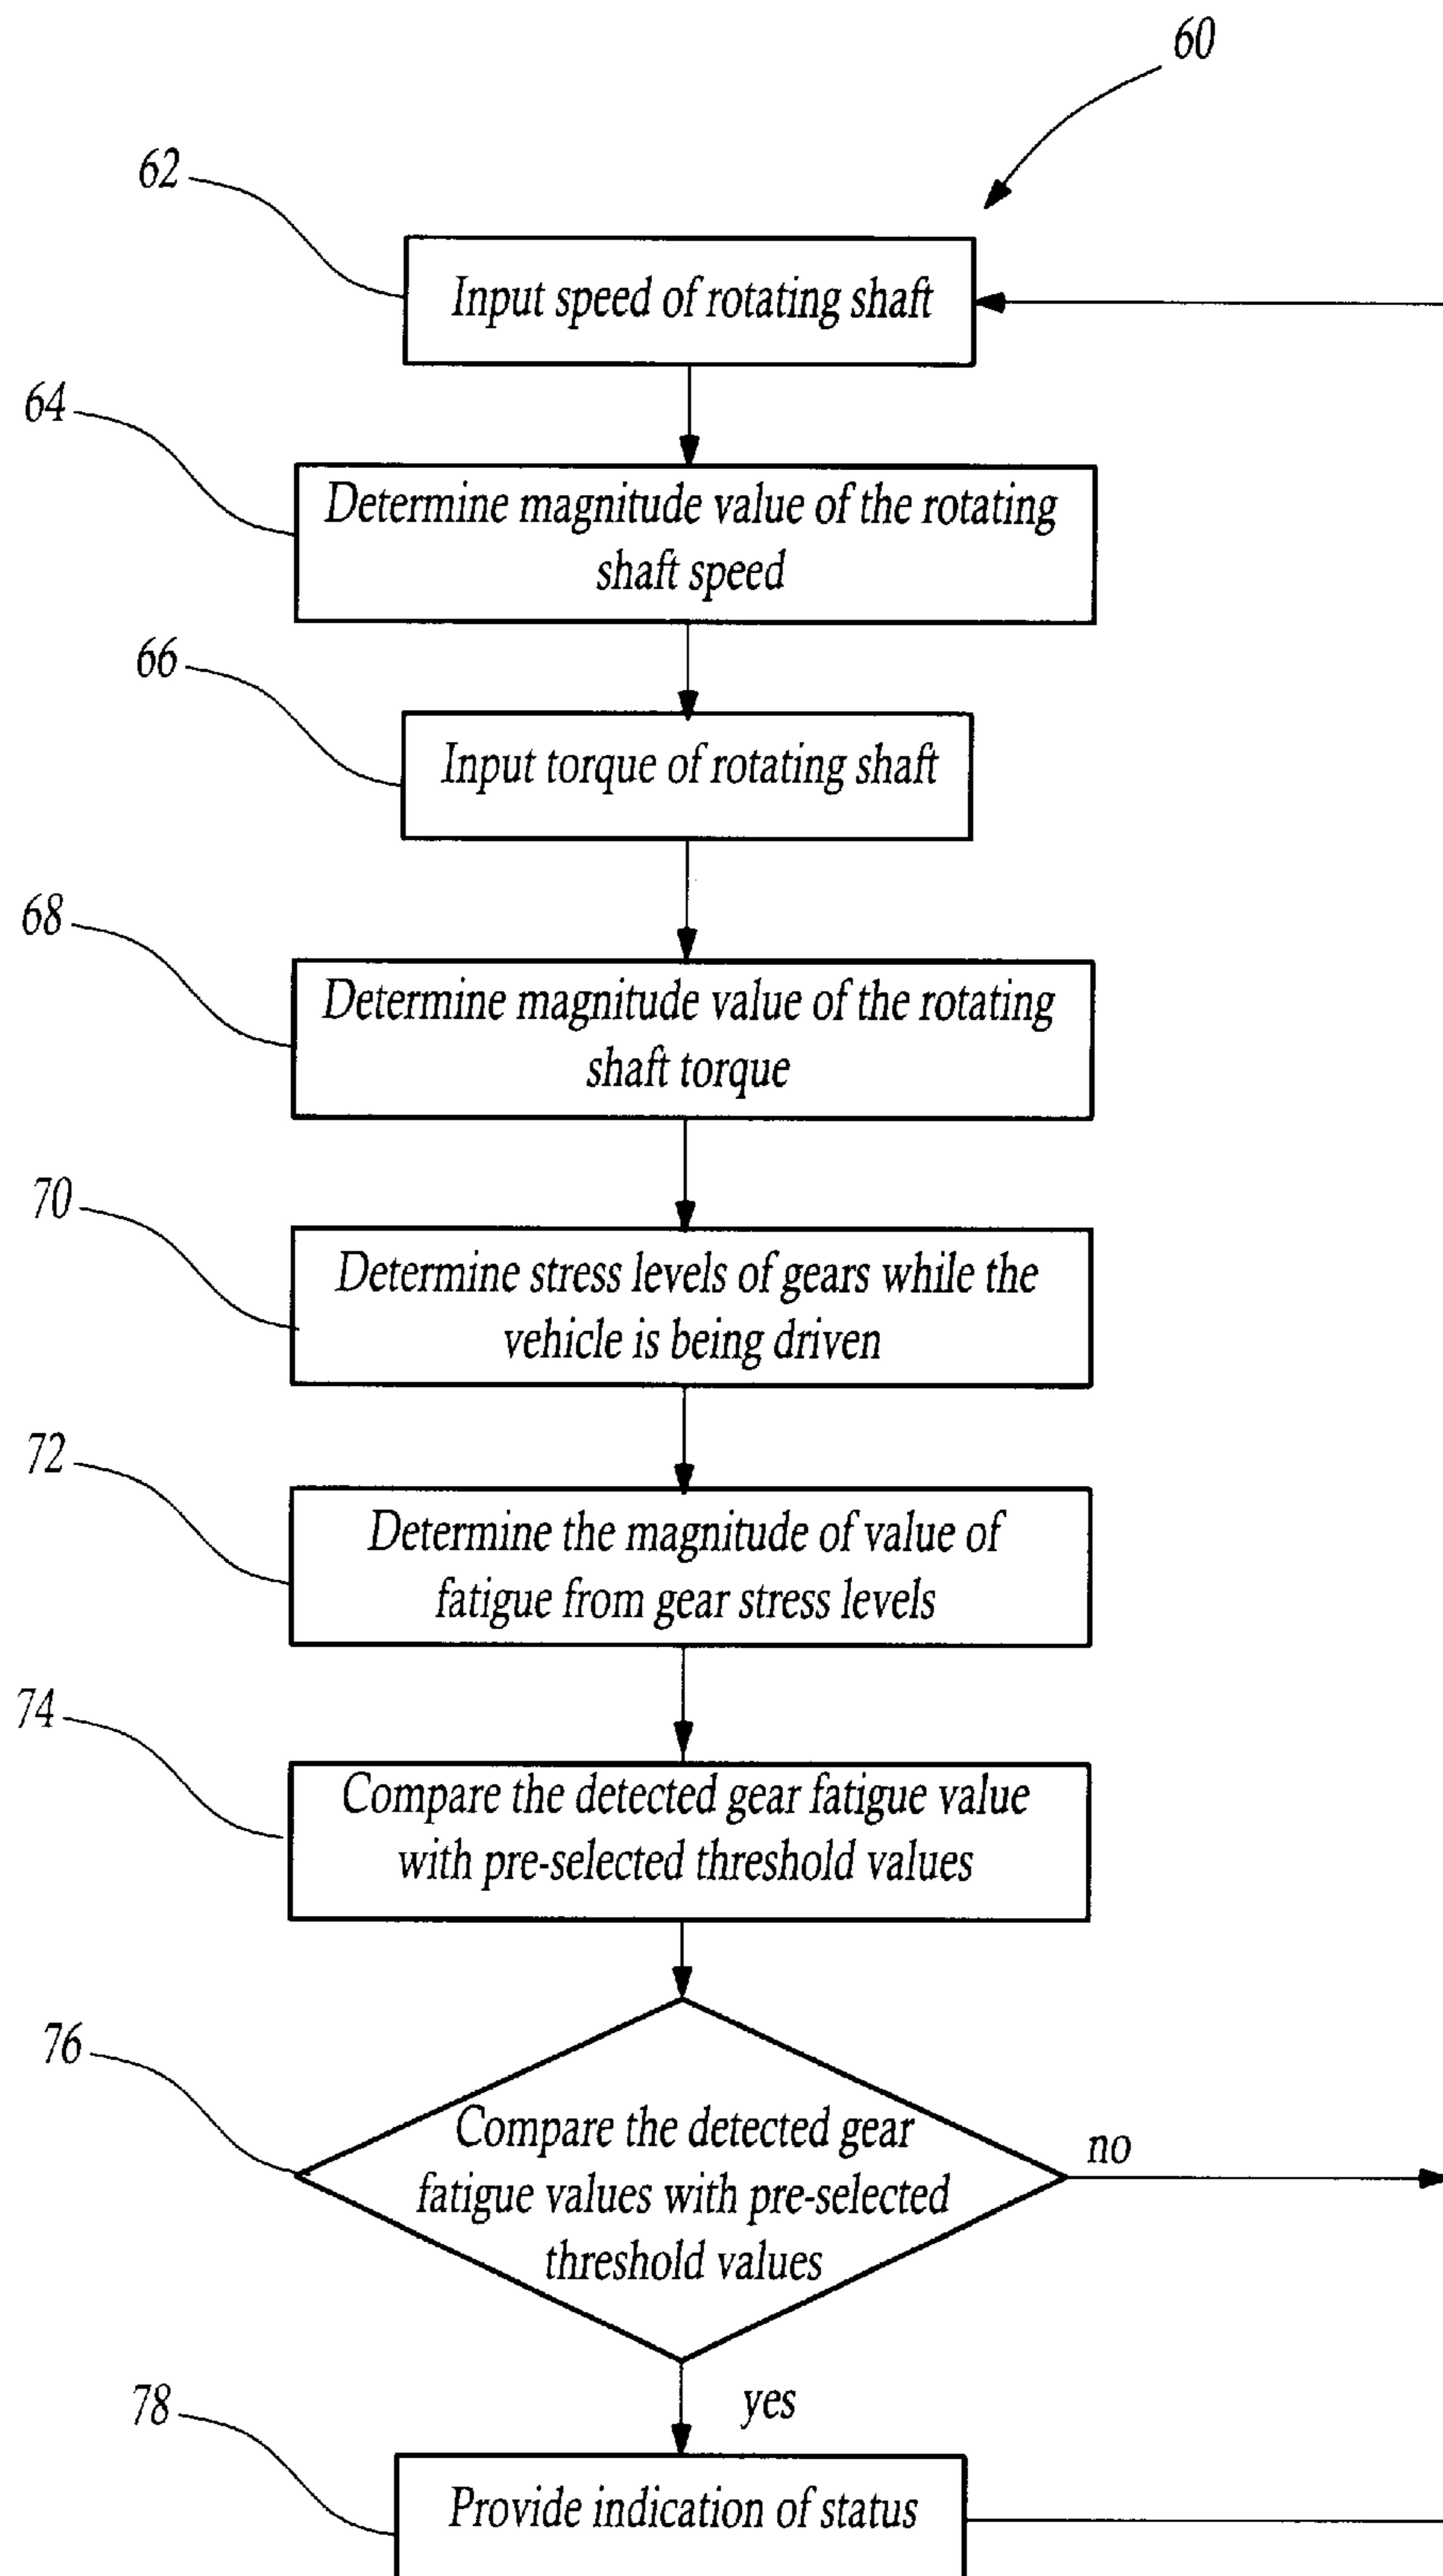 60
62
Input speed of rotating shaft
64
Determine magnitude value of the rotating
shaft speed
66
Input torque of rotating shaft
68
Determine magnitude value of the rotating
shaft torque
70
Determine stress levels of gears while the
vehicle is being driven
72
Determine the magnitude of value of
fatigue from gear stress levels
74
Compare the detected gear fatigue value
with pre-selected threshold values
76
Compare the detected gear
fatigue values with pre-selected
threshold values
no
yes
78
Provide indication of status